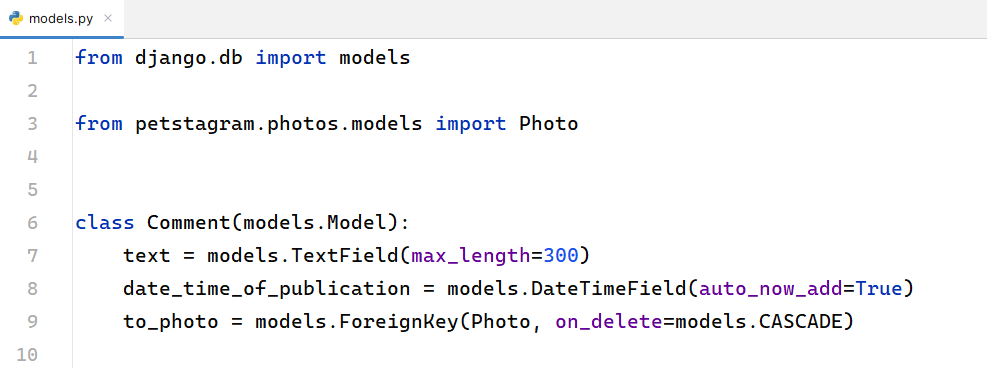 models.py ×
1 from django.db import models
2
3 from petstagram.photos.models import Photo
4
5
6 class Comment(models.Model):
7     text = models.TextField(max_length=300)
8     date_time_of_publication = models.DateTimeField(auto_now_add=True)
9     to_photo = models.ForeignKey(Photo, on_delete=models.CASCADE)
10